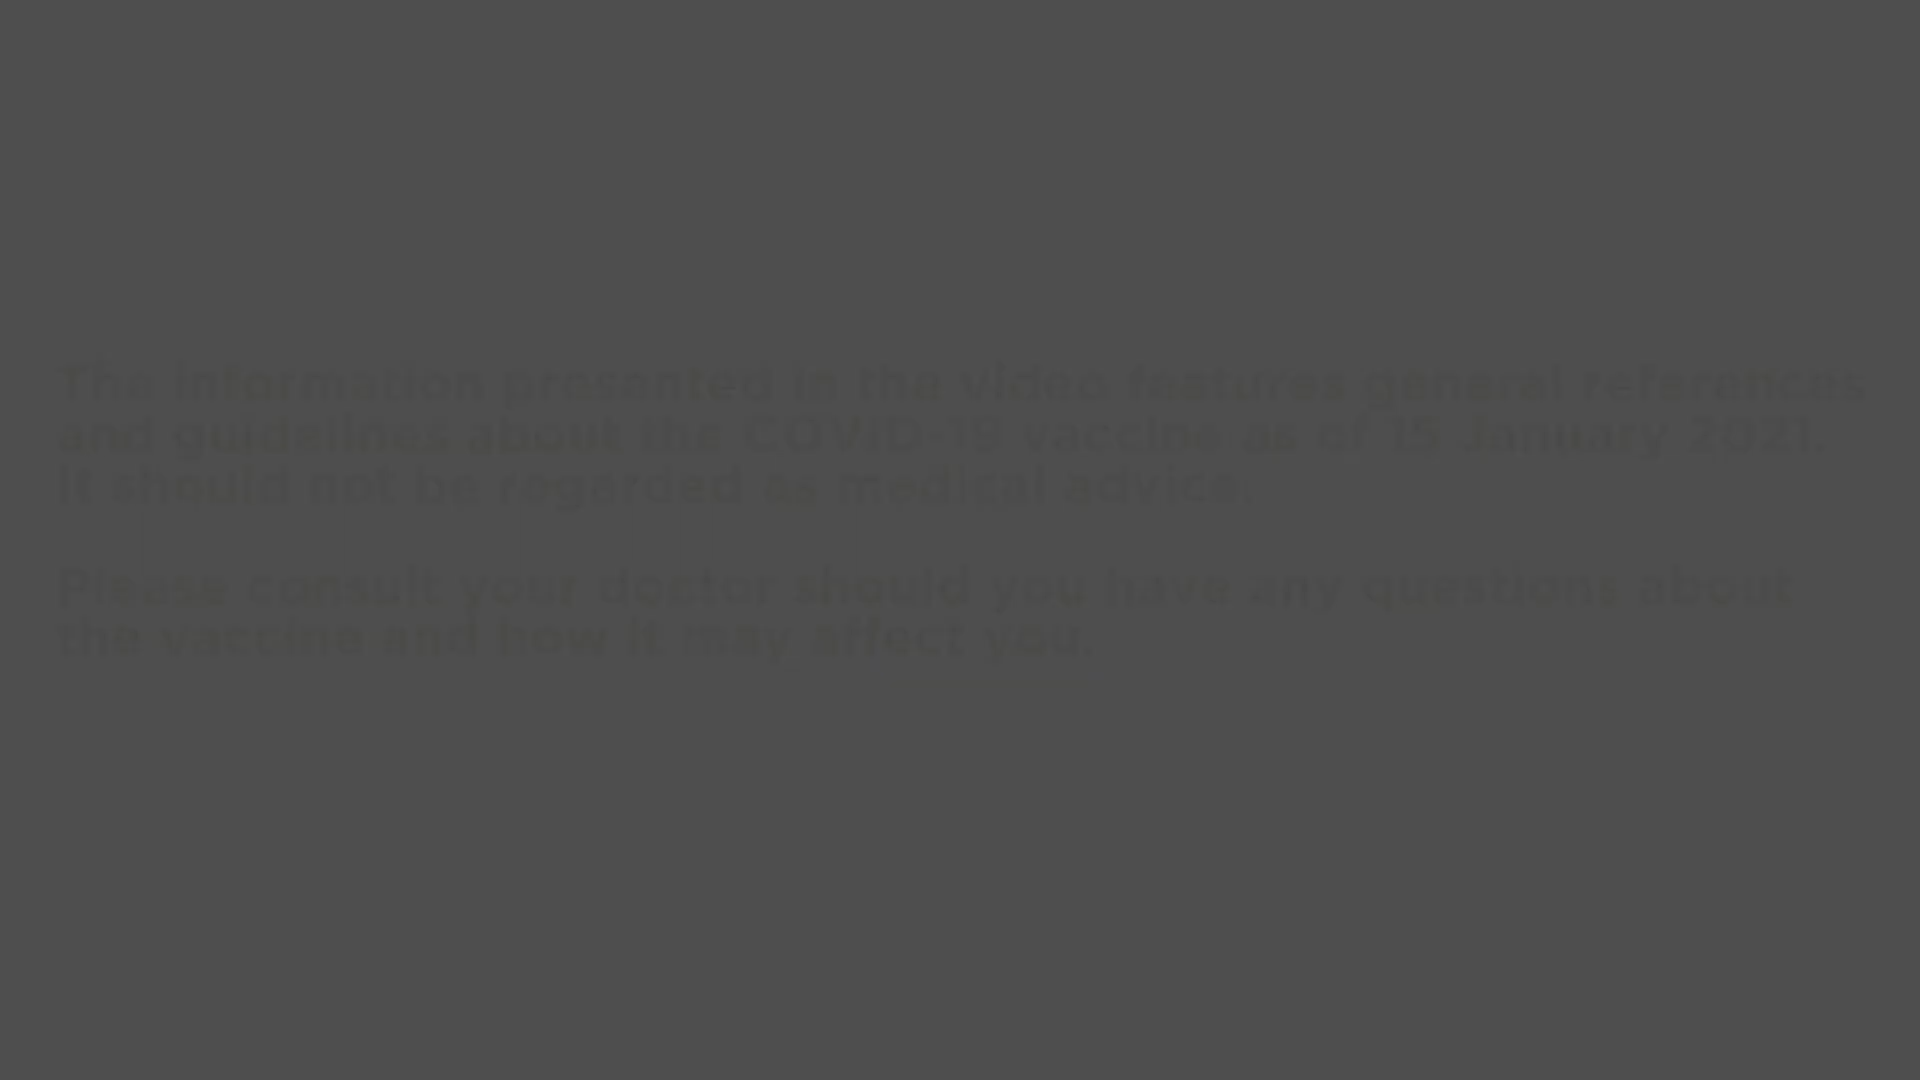 The information presented in the video features general references
and guidelines about the COVID-19 vaccine as of 15 January 2021.
It should not be regarded as medical advice.
Please consult your doctor should you have any questions about
the vaccine and how it may affect you.